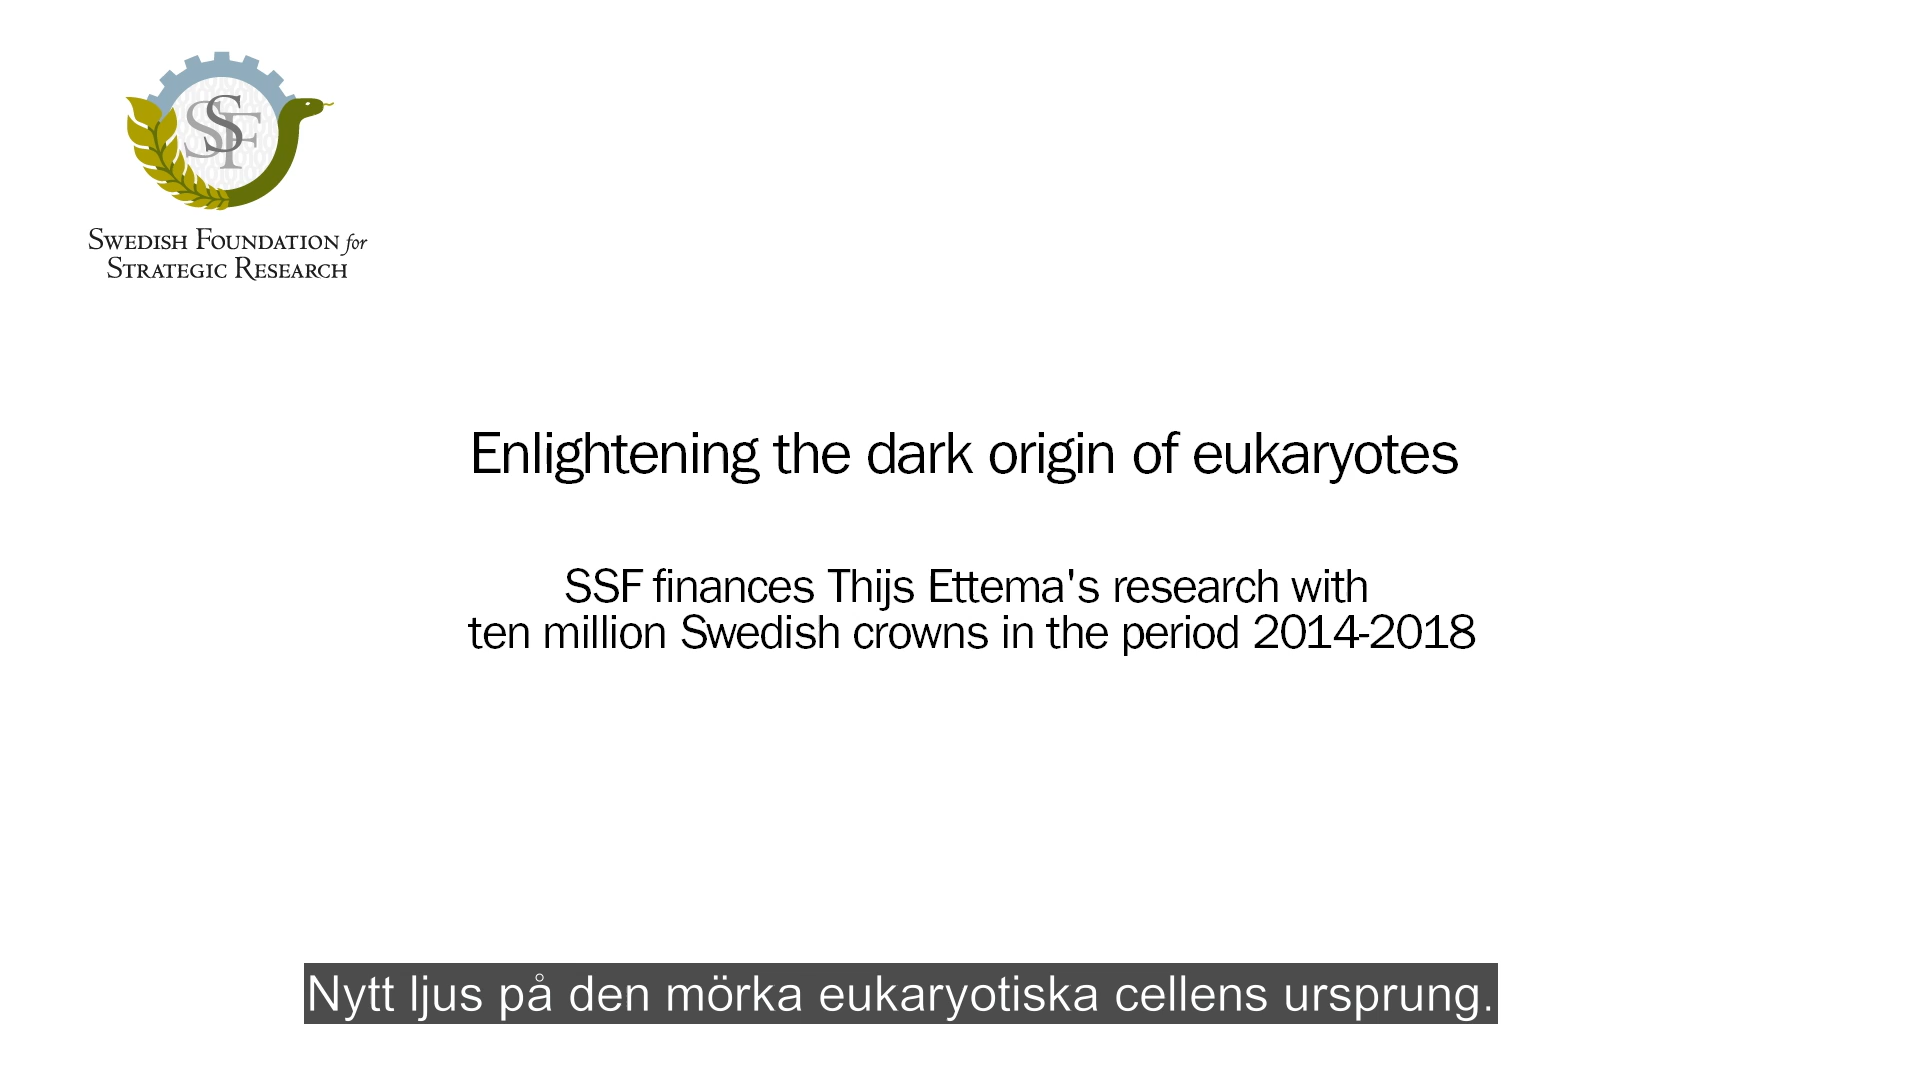 SSF
SWEDISH FOUNDATION for
STRATEGIC RESEARCH
Enlightening the dark origin of eukaryotes
SSF finances Thijs Ettema's research with
ten million Swedish crowns in the period 2014-2018
Nytt ljus på den mörka eukaryotiska cellens ursprung.